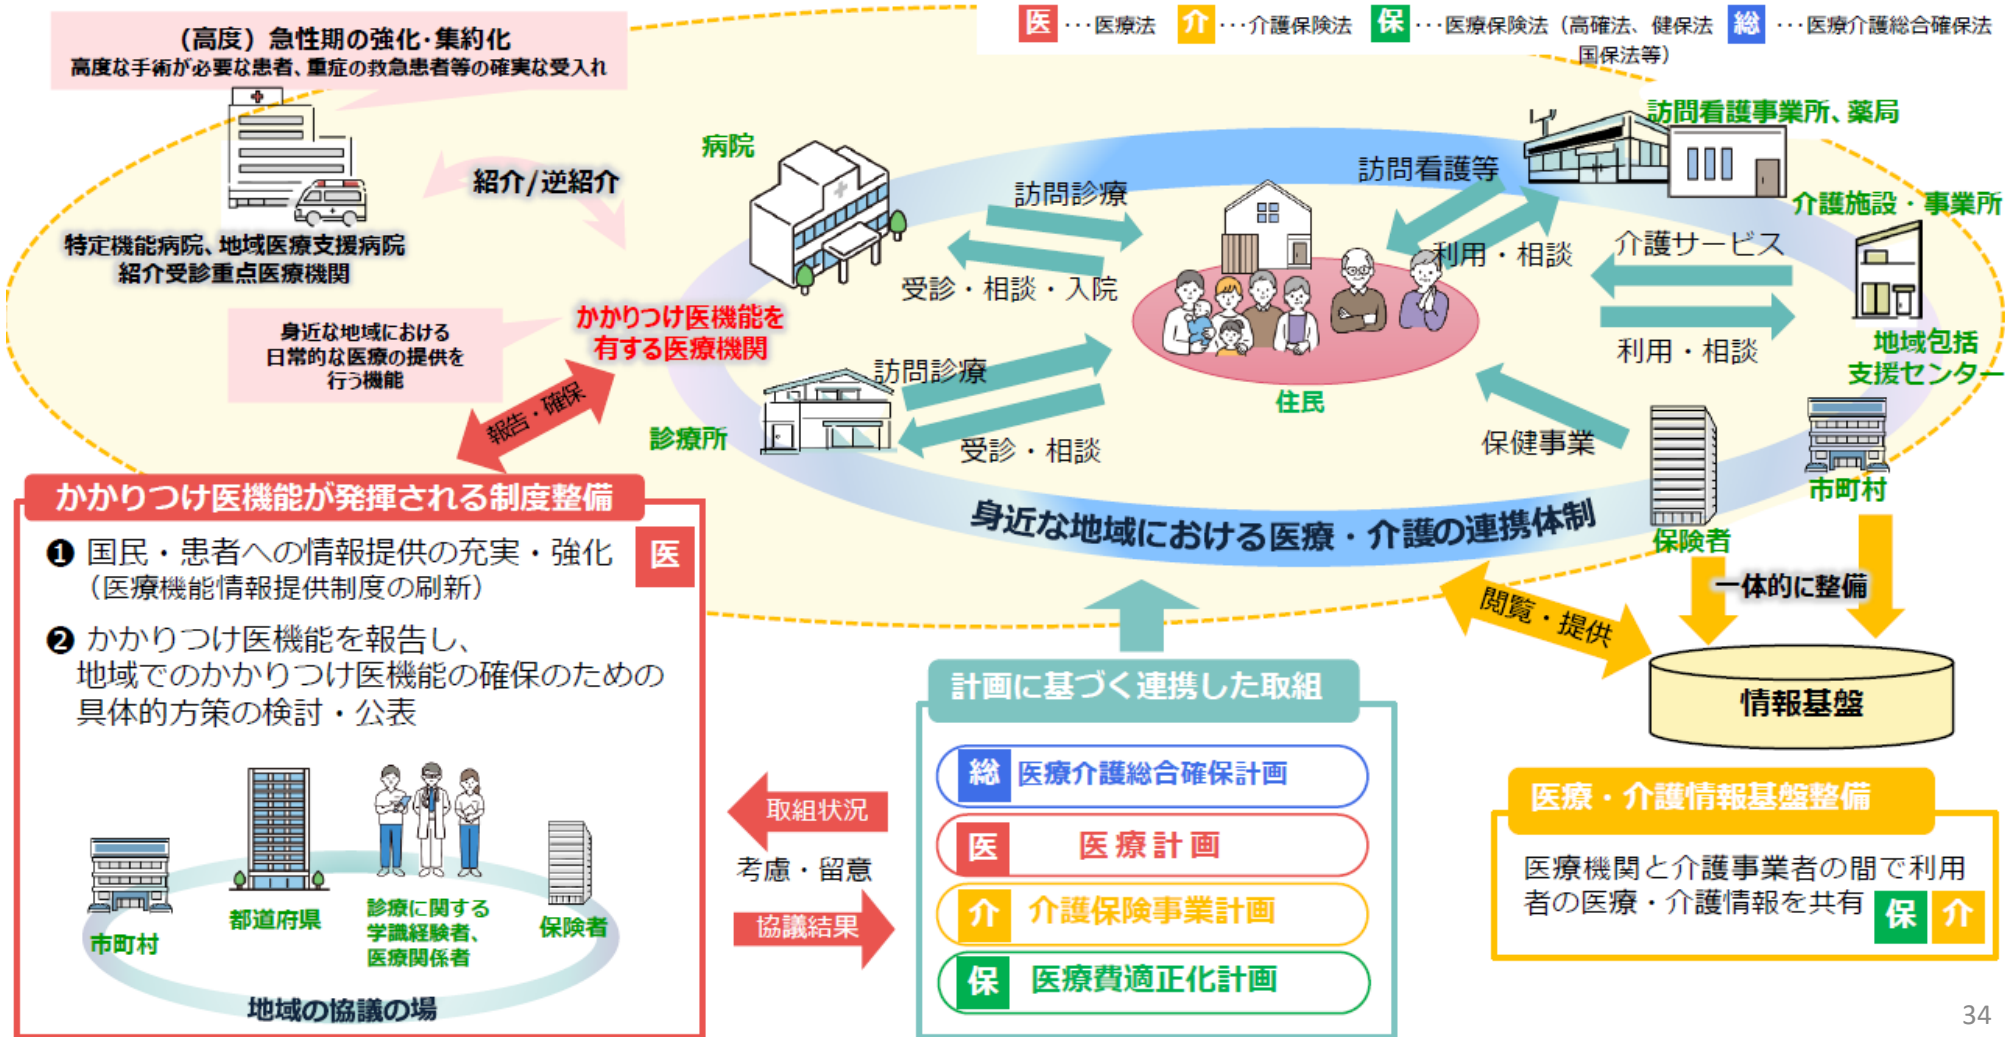 (高度)急性期の強化・集約化
高度な手術が必要な患者、重症の救急患者等の確実な受入れ
医 ・・・医療法 介 ・・・介護保険法 保 ・・・医療保険法(高確法、健保法
国保法等)
総 ・・・医療介護総合確保法
特定機能病院、地域医療支援病院
紹介受診重点医療機関
紹介/逆紹介
身近な地域における
日常的な医療の提供を
行う機能
かかりつけ医機能を
有する医療機関
報告・確保
病院
訪問診療
受診・相談・入院
診療所
訪問診療
受診・相談
住民
訪問看護等
利用・相談
訪問看護事業所、薬局
介護施設・事業所
介護サービス
利用・相談
地域包括
支援センター
保健事業
保険者
市町村
身近な地域における医療・介護の連携体制
一体的に整備
閲覧・提供
情報基盤
かかりつけ医機能が発揮される制度整備
❶ 国民・患者への情報提供の充実・強化
(医療機能情報提供制度の刷新)
医
❷ かかりつけ医機能を報告し、
地域でのかかりつけ医機能の確保のための
具体的方策の検討・公表
市町村
都道府県
診療に関する
学識経験者、
医療関係者
保険者
地域の協議の場
取組状況
考慮・留意
協議結果
計画に基づく連携した取組
総 医療介護総合確保計画
医 医療計画
介 介護保険事業計画
保 医療費適正化計画
医療・介護情報基盤整備
医療機関と介護事業者の間で利用
者の医療・介護情報を共有
保 介
34